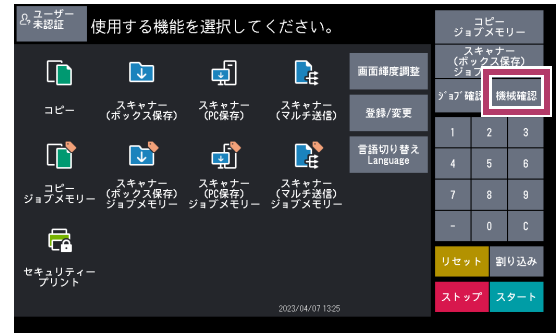 ユーザー
未認証
使用する機能を選択してください。
コピー
ジョブメモリー
スキャナー
(ボックス保存)
ジョブ
ジョブ確認
機械確認
コピー
スキャナー
(ボックス保存)
スキャナー
(PC保存)
スキャナー
(マルチ送信)
画面輝度調整
登録/変更
言語切り替え
Language
コピー
ジョブメモリー
スキャナー
(ボックス保存)
ジョブメモリー
スキャナー
(PC保存)
ジョブメモリー
スキャナー
(マルチ送信)
ジョブメモリー
セキュリティー
プリント
1 2 3
4 5 6
7 8 9
- 0 C
リセット
割り込み
ストップ
スタート
2023/04/07 13:25